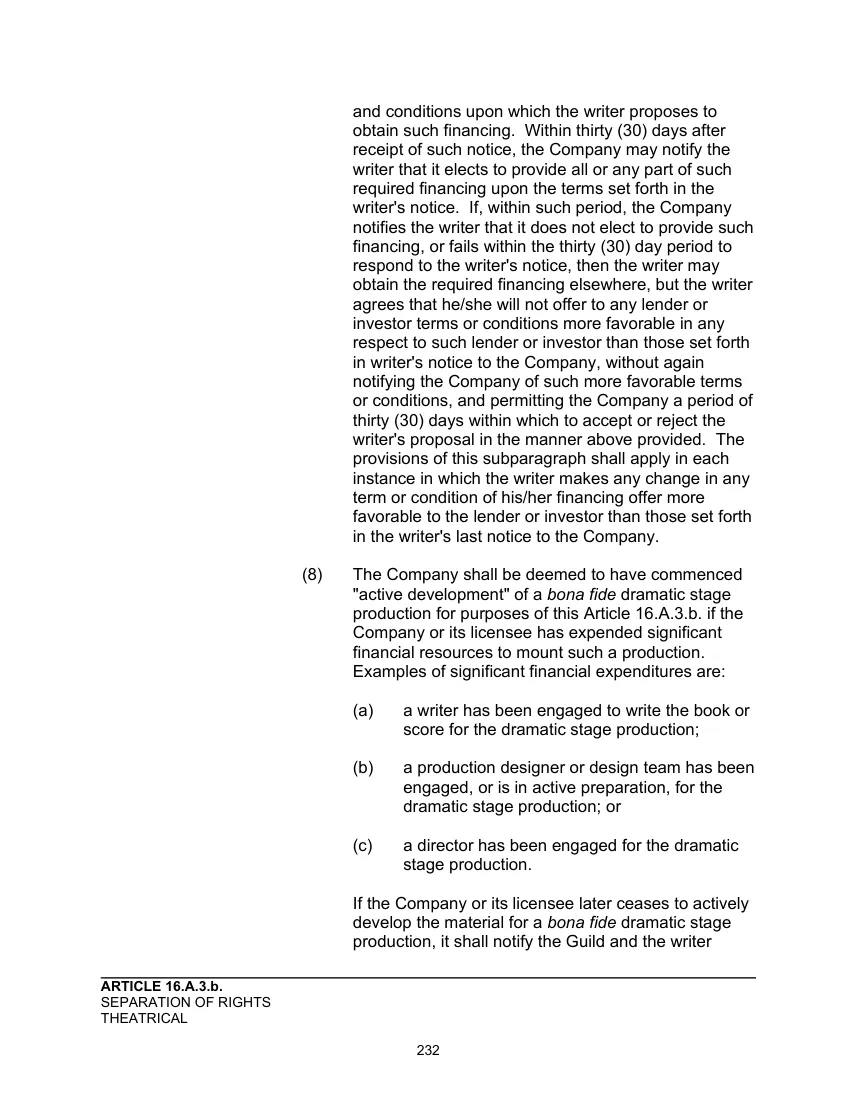 and conditions upon which the writer proposes to
obtain such financing.  Within thirty (30) days after
receipt of such notice, the Company may notify the
writer that it elects to provide all or any part of such
required financing upon the terms set forth in the
writer's notice.  If, within such period, the Company
notifies the writer that it does not elect to provide such
financing, or fails within the thirty (30) day period to
respond to the writer's notice, then the writer may
obtain the required financing elsewhere, but the writer
agrees that he/she will not offer to any lender or
investor terms or conditions more favorable in any
respect to such lender or investor than those set forth
in writer's notice to the Company, without again
notifying the Company of such more favorable terms
or conditions, and permitting the Company a period of
thirty (30) days within which to accept or reject the
writer's proposal in the manner above provided.  The
provisions of this subparagraph shall apply in each
instance in which the writer makes any change in any
term or condition of his/her financing offer more
favorable to the lender or investor than those set forth
in the writer's last notice to the Company.
(8) The Company shall be deemed to have commenced
"active development" of a bona fide dramatic stage
production for purposes of this Article 16.A.3.b. if the
Company or its licensee has expended significant
financial resources to mount such a production.
Examples of significant financial expenditures are:
(a) a writer has been engaged to write the book or
score for the dramatic stage production;
(b) a production designer or design team has been
engaged, or is in active preparation, for the
dramatic stage production; or
(c) a director has been engaged for the dramatic
stage production.
If the Company or its licensee later ceases to actively
develop the material for a bona fide dramatic stage
production, it shall notify the Guild and the writer
ARTICLE 16.A.3.b.
SEPARATION OF RIGHTS
THEATRICAL
232